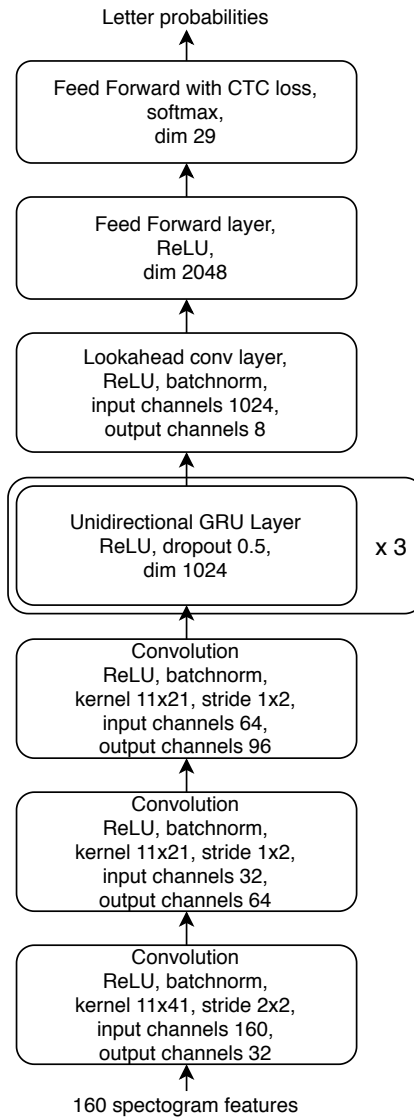 Letter probabilities
Feed Forward with CTC loss,
softmax,
dim 29
Feed Forward layer,
ReLU,
dim 2048
Lookahead conv layer,
ReLU, batchnorm,
input channels 1024,
output channels 8
Unidirectional GRU Layer
ReLU, dropout 0.5,
dim 1024
x 3
Convolution
ReLU, batchnorm,
kernel 11x21, stride 1x2,
input channels 64,
output channels 96
Convolution
ReLU, batchnorm,
kernel 11x21, stride 1x2,
input channels 32,
output channels 64
Convolution
ReLU, batchnorm,
kernel 11x41, stride 2x2,
input channels 160,
output channels 32
160 spectogram features